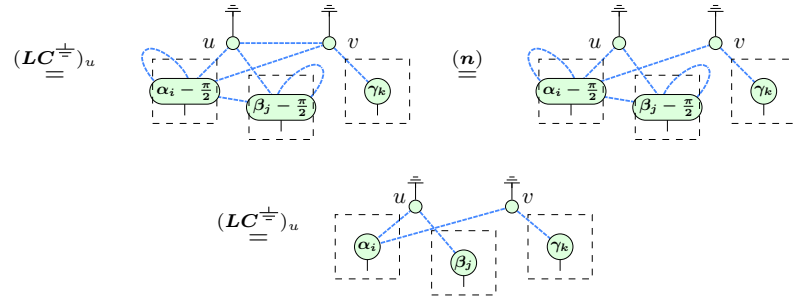 (LC⏚)ᵤ = u v αᵢ − π/2 βⱼ − π/2 γₖ (n) = u v αᵢ − π/2 βⱼ − π/2 γₖ
(LC⏚)ᵤ = u v αᵢ βⱼ γₖ